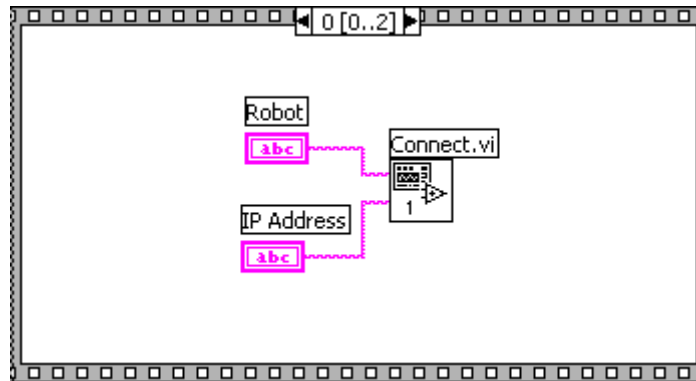 0 [0..2]
Robot
abc
Connect.vi
1
IP Address
abc